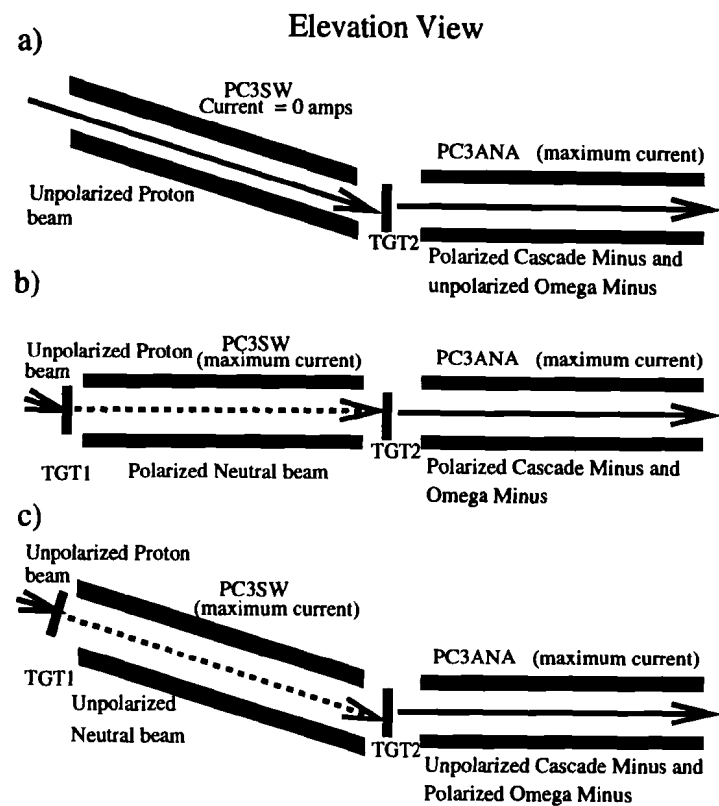 Elevation View
a)
PC3SW
Current = 0 amps
Unpolarized Proton
beam
TGT2
PC3ANA (maximum current)
Polarized Cascade Minus and
unpolarized Omega Minus
b)
Unpolarized Proton
beam
PC3SW
(maximum current)
TGT1
Polarized Neutral beam
TGT2
PC3ANA (maximum current)
Polarized Cascade Minus and
Omega Minus
c)
Unpolarized Proton
beam
PC3SW
(maximum current)
TGT1
Unpolarized
Neutral beam
TGT2
PC3ANA (maximum current)
Unpolarized Cascade Minus and
Polarized Omega Minus